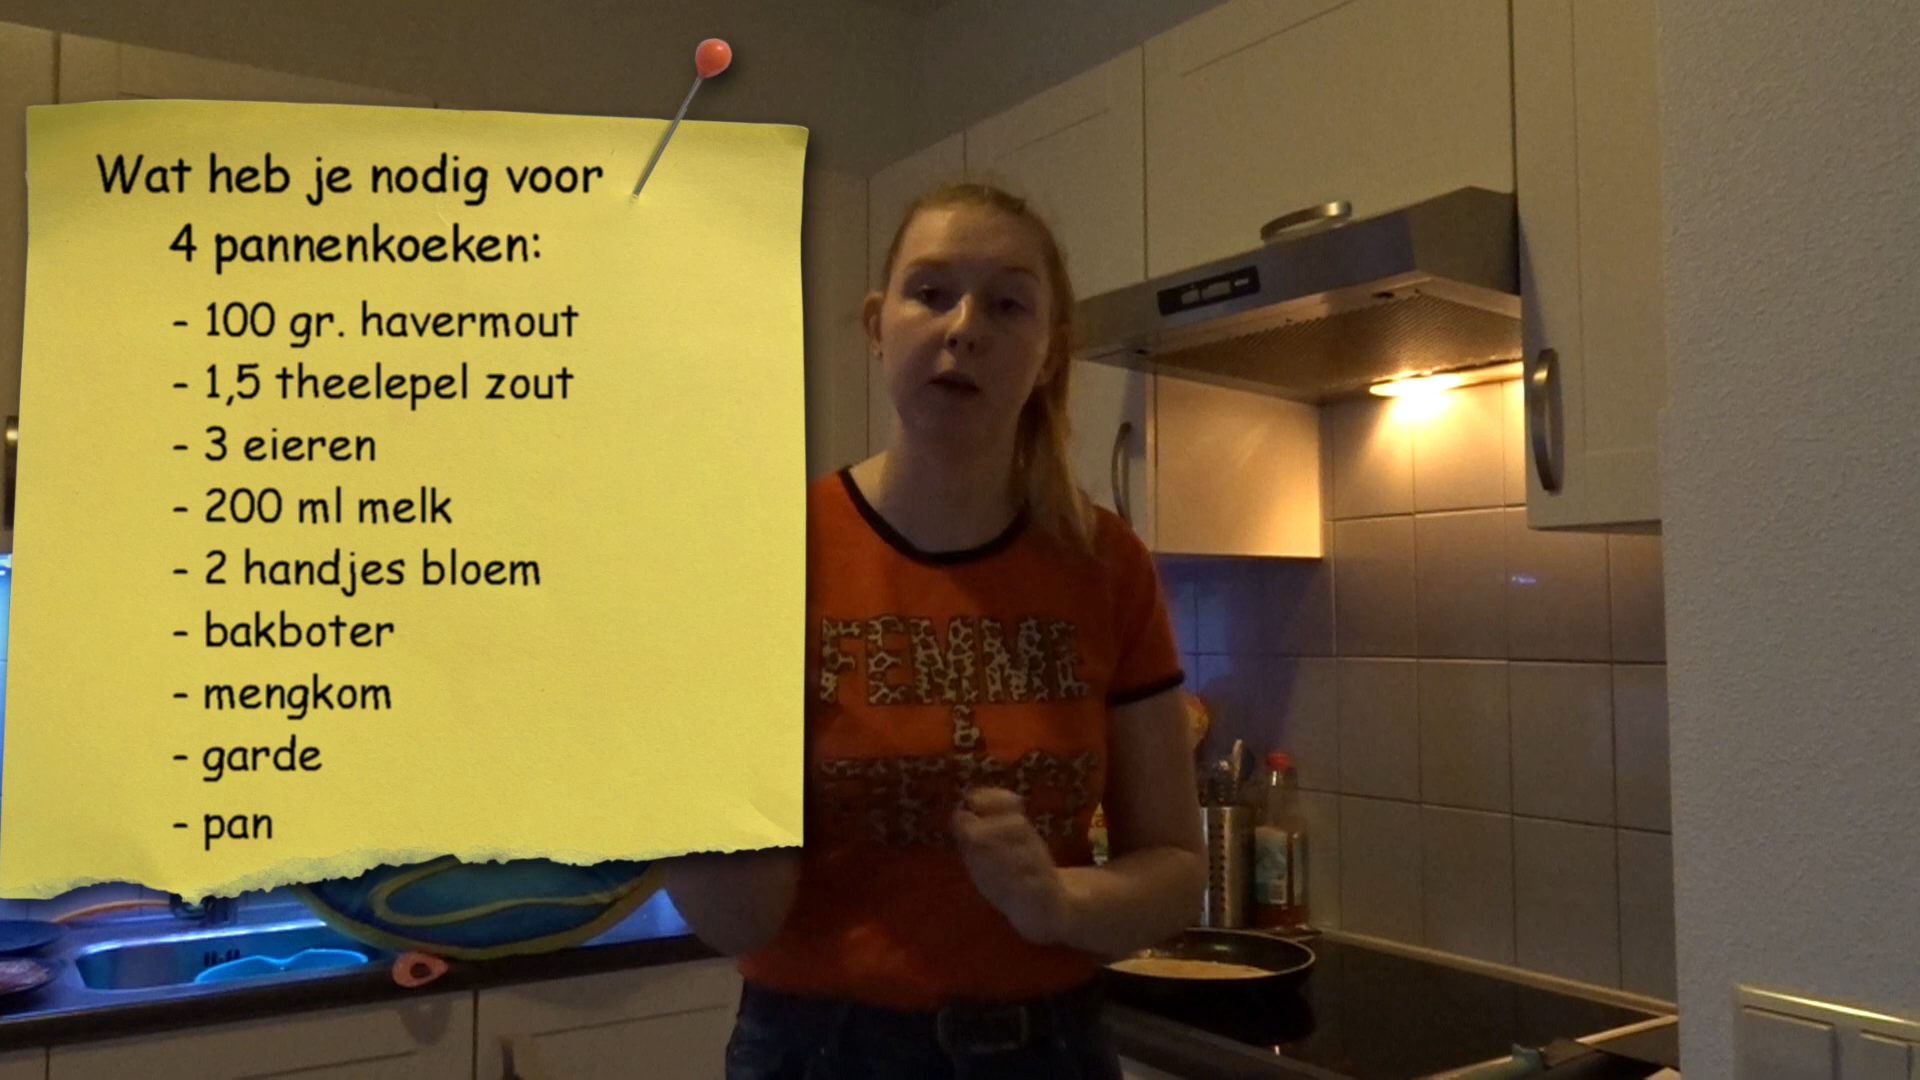 Wat heb je nodig voor
4 pannenkoeken:
- 100 gr. havermout
- 1,5 theelepel zout
- 3 eieren
- 200 ml melk
- 2 handjes bloem
- bakboter
- mengkom
- garde
- pan
FEMME